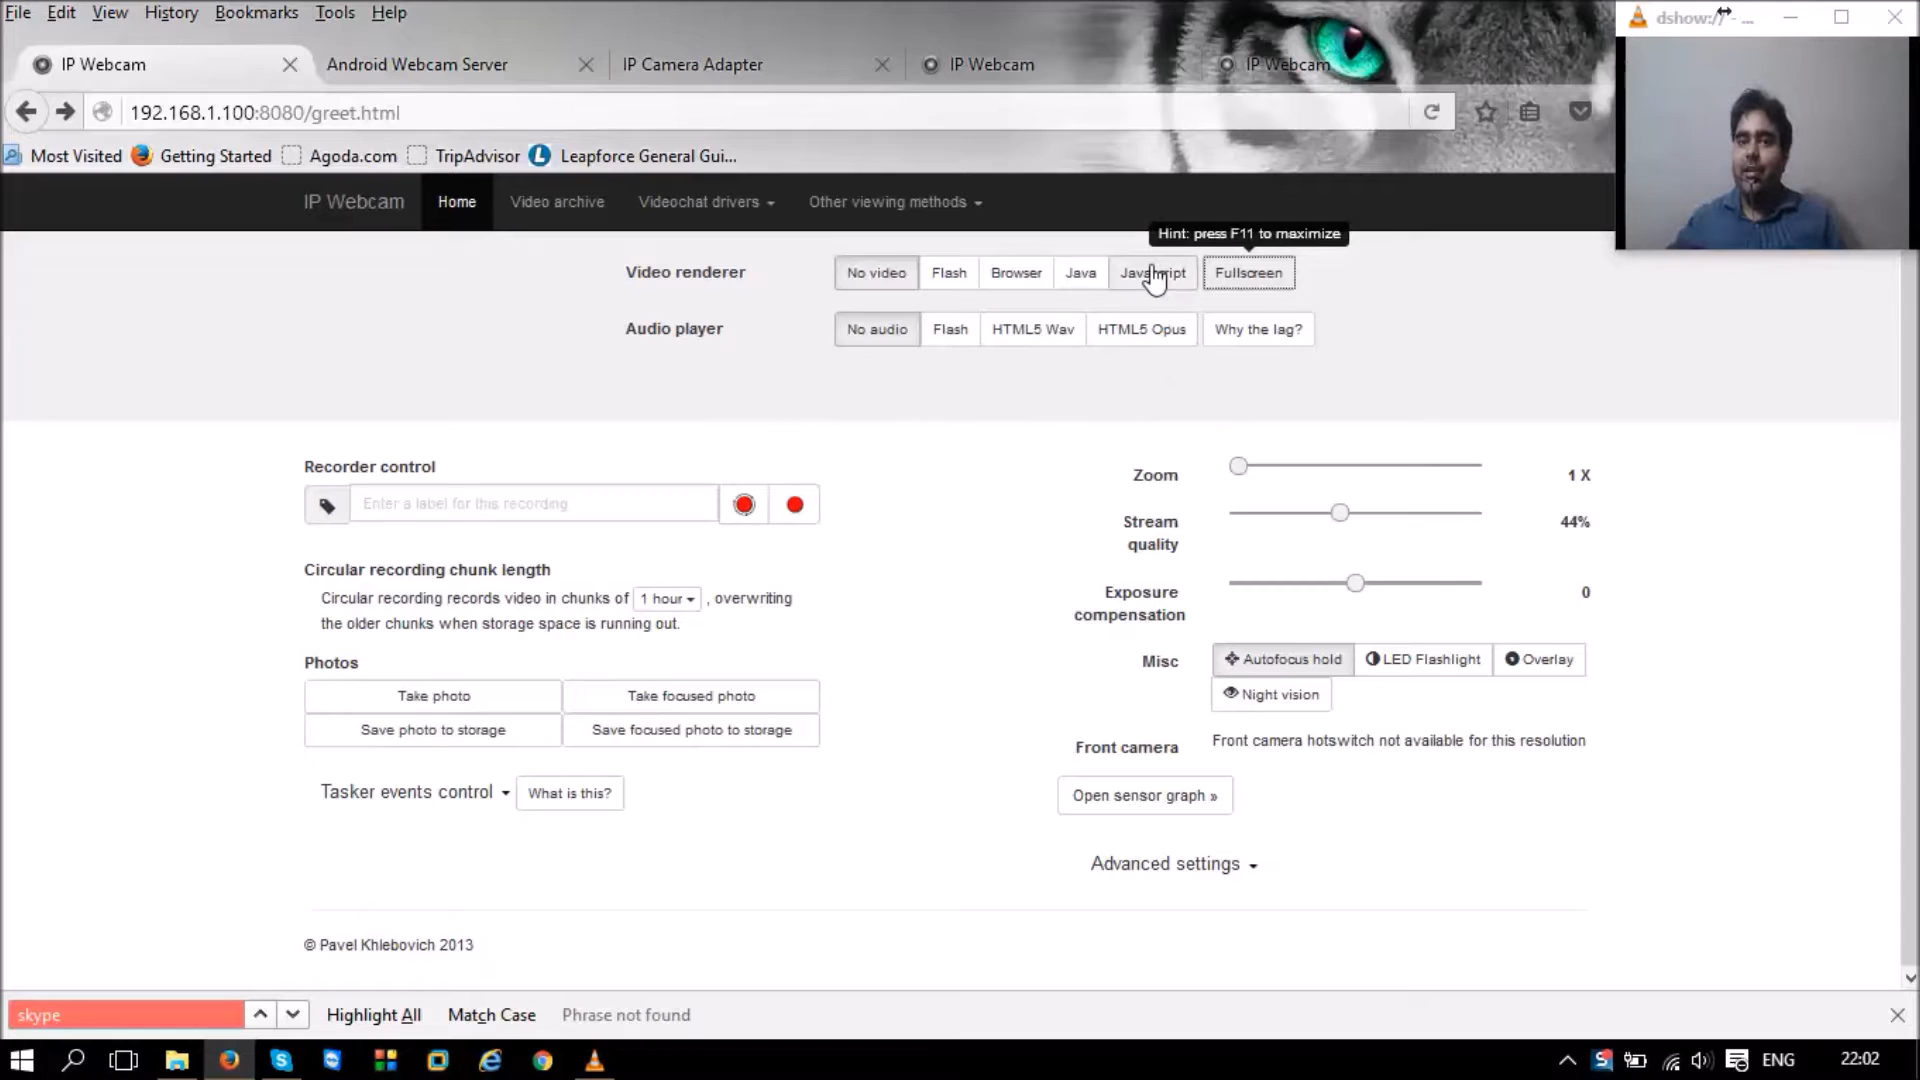 File Edit View History Bookmarks Tools Help
dshow:// - ...
IP Webcam Android Webcam Server IP Camera Adapter IP Webcam IP Webcam
192.168.1.100:8080/greet.html
Most Visited Getting Started Agoda.com TripAdvisor Leapforce General Gui...
IP Webcam Home Video archive Videochat drivers Other viewing methods
Hint: press F11 to maximize
Video renderer No video Flash Browser Java Javascript Fullscreen
Audio player No audio Flash HTML5 Wav HTML5 Opus Why the lag?
Recorder control
Enter a label for this recording
Circular recording chunk length
Circular recording records video in chunks of 1 hour , overwriting
the older chunks when storage space is running out.
Photos
Take photo Take focused photo
Save photo to storage Save focused photo to storage
Tasker events control What is this?
Zoom 1 X
Stream 44%
quality
Exposure 0
compensation
Misc Autofocus hold LED Flashlight Overlay
Night vision
Front camera Front camera hotswitch not available for this resolution
Open sensor graph »
Advanced settings
© Pavel Khlebovich 2013
skype Highlight All Match Case Phrase not found
ENG 22:02